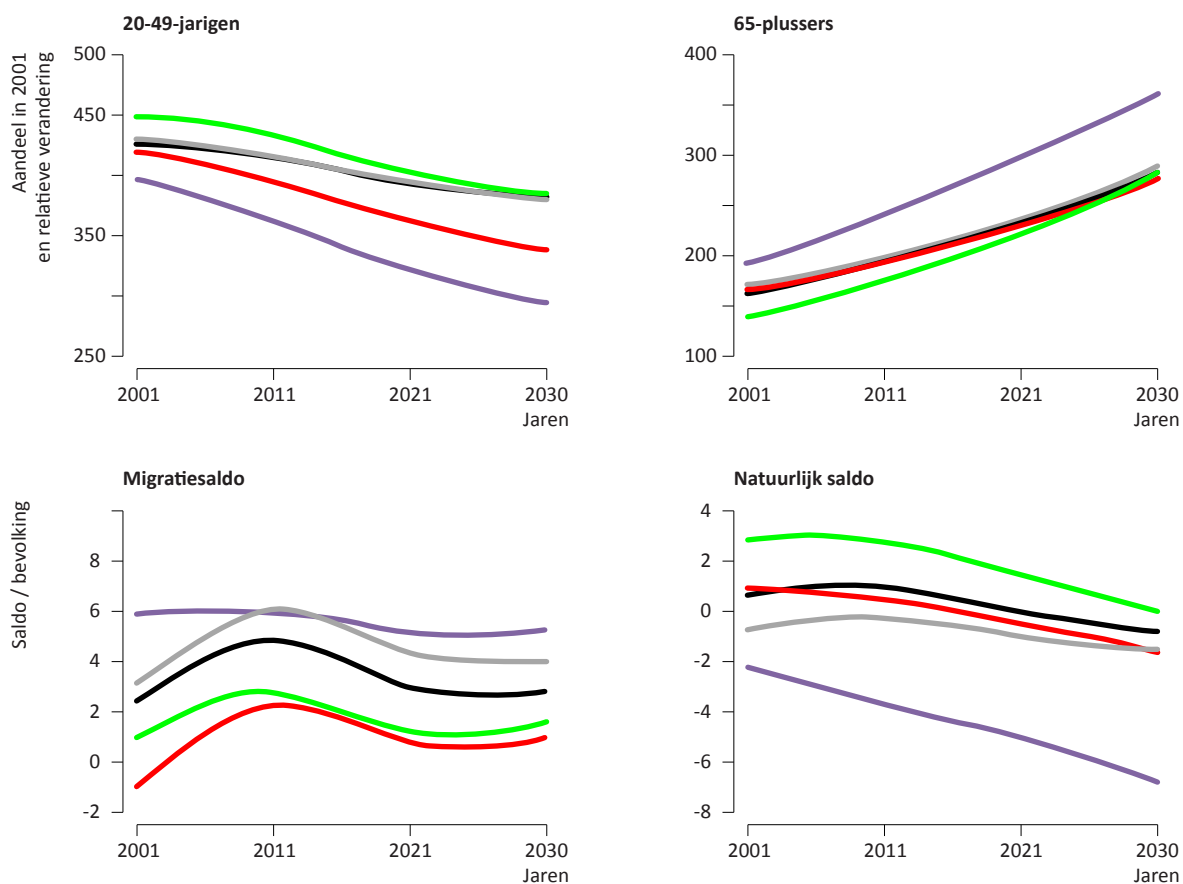 20-49-jarigen
Aandeel in 2001
en relatieve verandering
500
450
350
250
2001 2011 2021 2030
Jaren
65-plussers
400
300
200
100
2001 2011 2021 2030
Jaren
Migratiesaldo
Saldo / bevolking
8
6
4
2
0
-2
2001 2011 2021 2030
Jaren
Natuurlijk saldo
4
2
0
-2
-4
-6
-8
2001 2011 2021 2030
Jaren